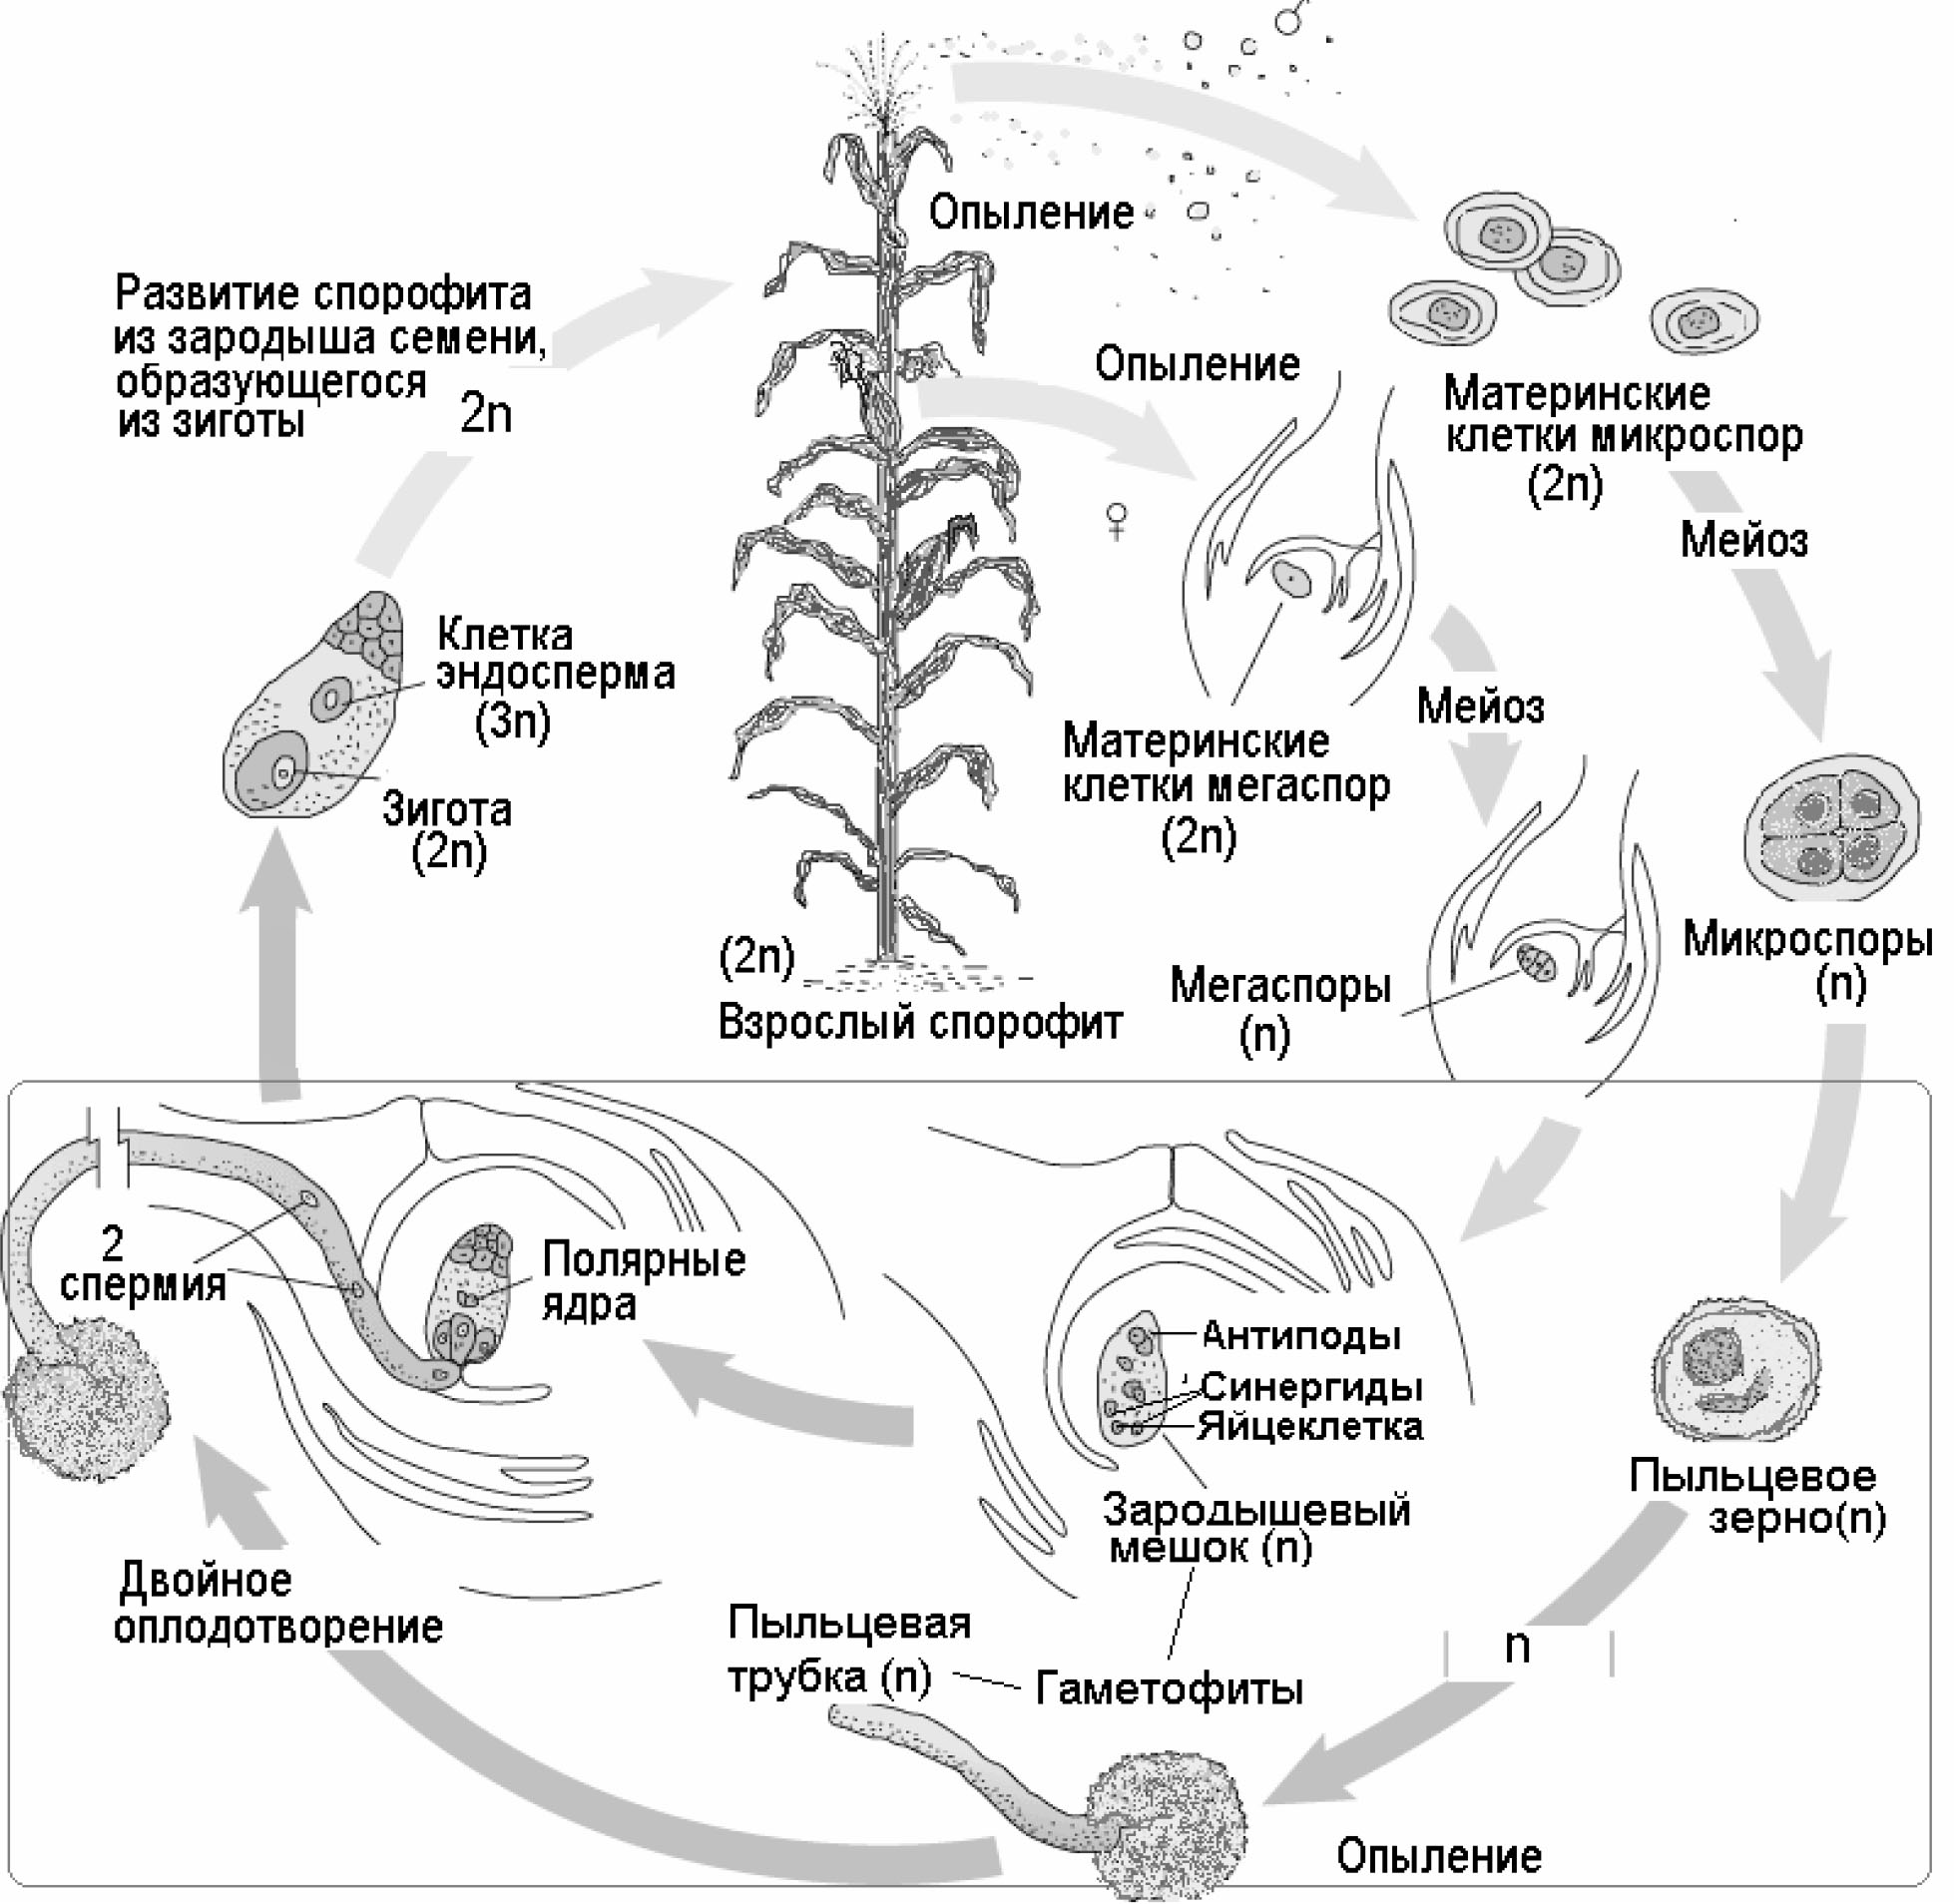 Опыление
Развитие спорофита
из зародыша семени,
образующегося
из зиготы
2n
Опыление
Материнские
клетки микроспор
(2n)
Мейоз
♂
♀
Клетка
эндосперма
(3n)
Зигота
(2n)
Материнские
клетки мегаспор
(2n)
Мейоз
(2n)
Взрослый спорофит
Мегаспоры
(n)
Микроспоры
(n)
2
спермия
Полярные
ядра
Антиподы
Синергиды
Яйцеклетка
Зародышевый
мешок (n)
Пыльцевое
зерно(n)
Двойное
оплодотворение
Пыльцевая
трубка (n)
Гаметофиты
n
Опыление